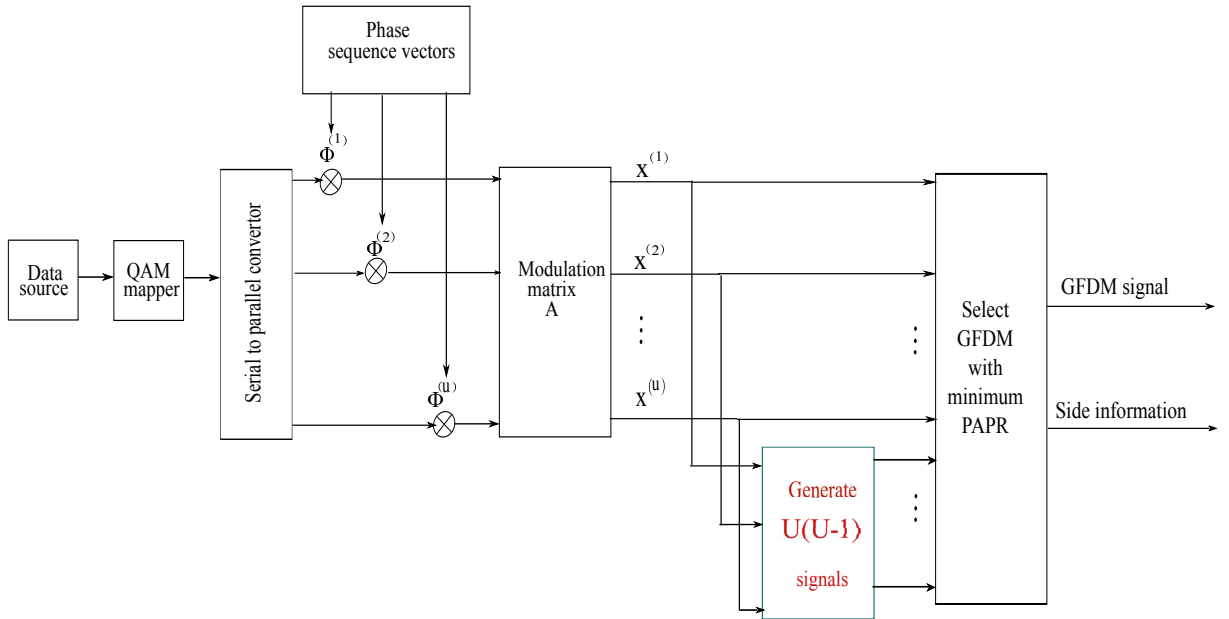 Phase
sequence vectors
Φ(1)
Φ(2)
Φ(u)
Data
source
QAM
mapper
Serial to parallel convertor
Modulation
matrix
A
x(1)
x(2)
x(u)
Generate
U(U-1)
signals
Select
GFDM
with
minimum
PAPR
GFDM signal
Side information